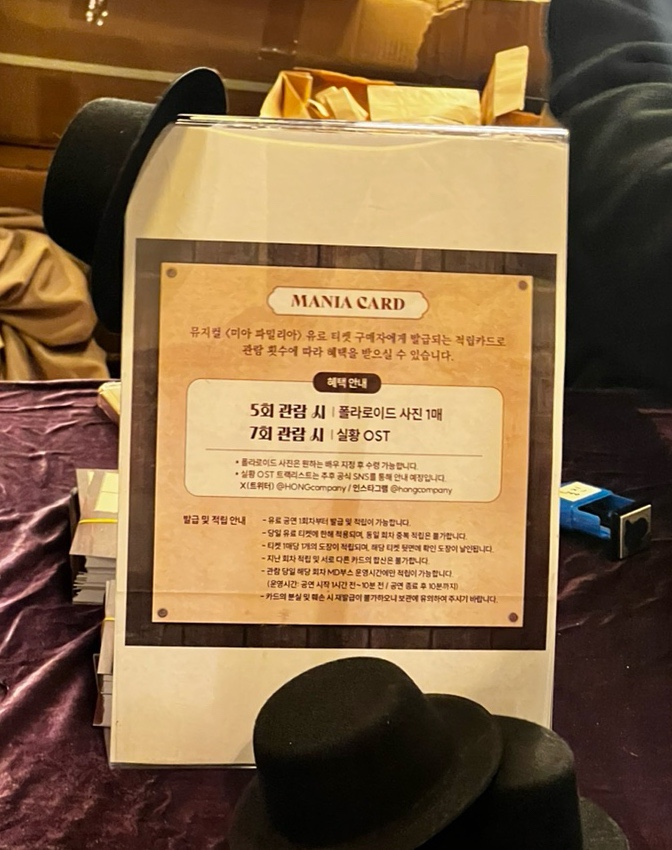 MANIA CARD
뮤지컬 〈미아 파밀리아〉 유료 티켓 구매자에게 발급되는 적립카드로
관람 횟수에 따라 혜택을 받으실 수 있습니다.
혜택 안내
5회 관람 시 | 폴라로이드 사진 1매
7회 관람 시 | 실황 OST
• 폴라로이드 사진은 원하는 배우 지정 후 수령 가능합니다.
• 실황 OST 트랙리스트는 추후 공식 SNS를 통해 안내 예정입니다.
X(트위터) @HONGcompany / 인스타그램 @hongcompany
발급 및 적립 안내
– 유료 공연 1회차부터 발급 및 적립이 가능합니다.
– 당일 유료 티켓에 한해 적용되며, 동일 회차 중복 적립은 불가합니다.
– 티켓 1매당 1개의 도장이 적립되며, 해당 티켓 뒷면에 확인 도장이 날인됩니다.
– 지난 회차 적립 및 서로 다른 카드의 합산은 불가합니다.
– 관람 당일 해당 회차 MD부스 운영시간에만 적립이 가능합니다.
(운영시간: 공연 시작 1시간 전~10분 전 / 공연 종료 후 10분까지)
– 카드의 분실 및 훼손 시 재발급이 불가하오니 보관에 유의하여 주시기 바랍니다.